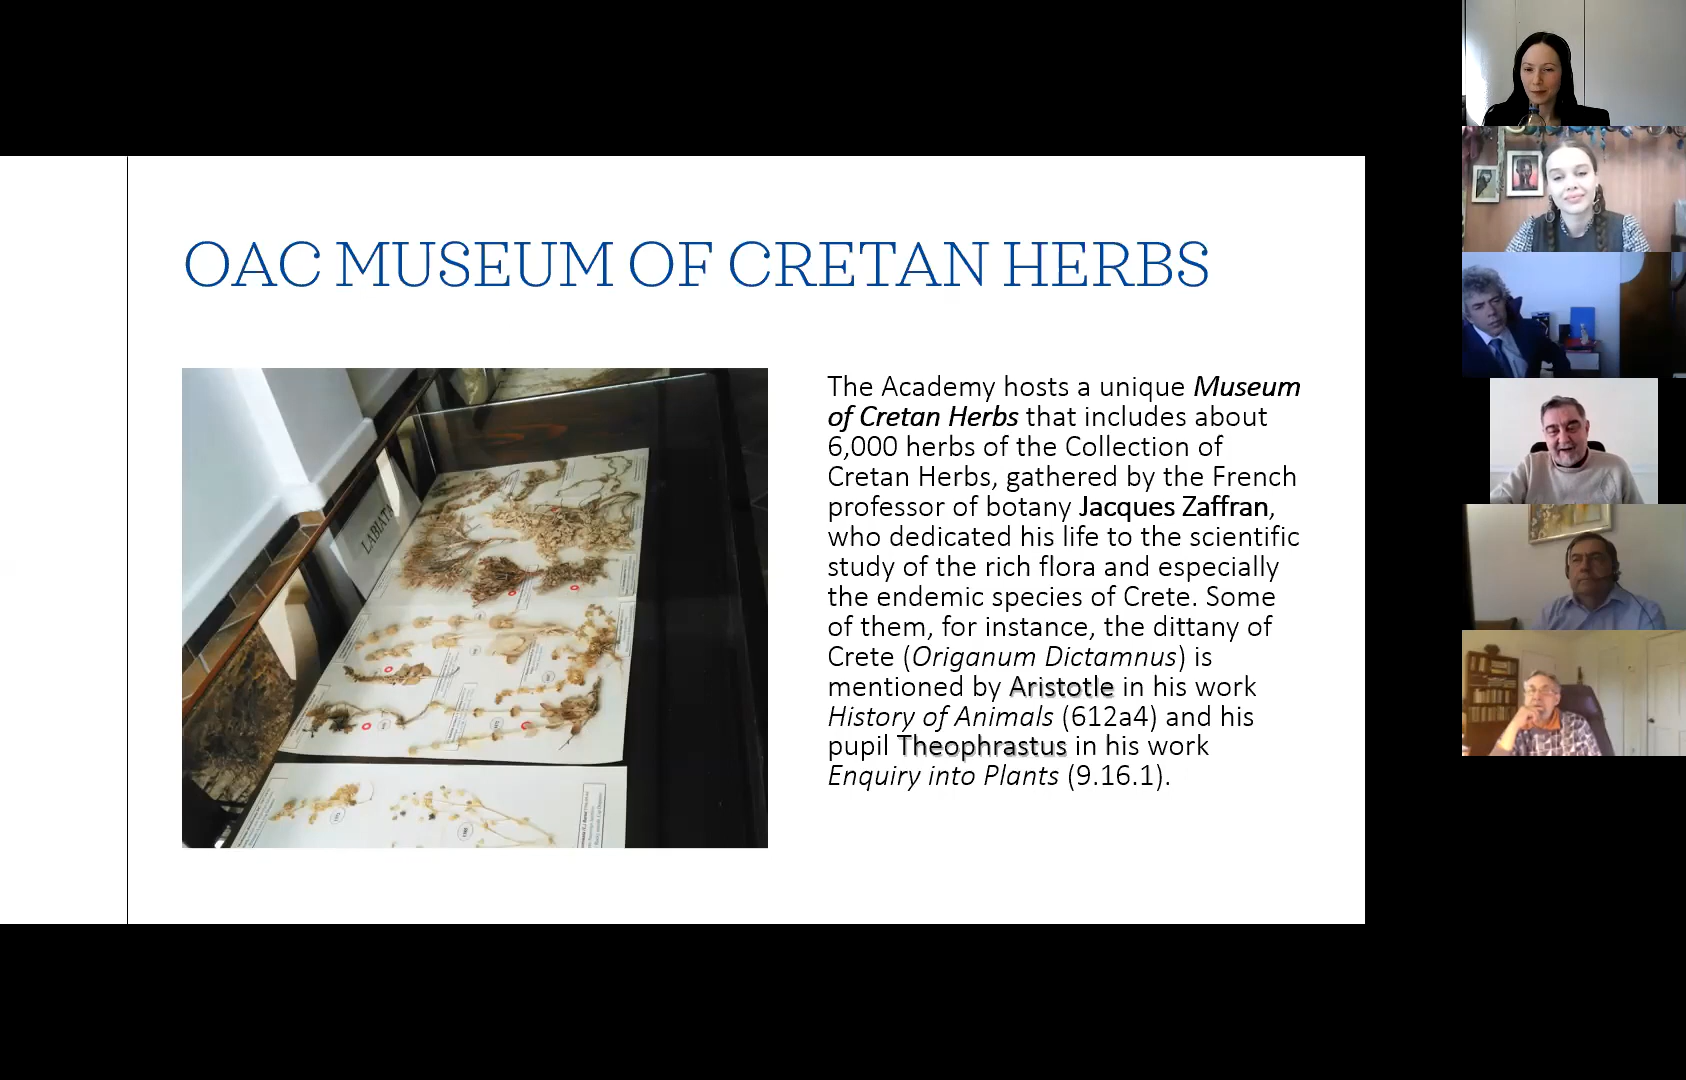 OAC MUSEUM OF CRETAN HERBS
The Academy hosts a unique Museum
of Cretan Herbs that includes about
6,000 herbs of the Collection of
Cretan Herbs, gathered by the French
professor of botany Jacques Zaffran,
who dedicated his life to the scientific
study of the rich flora and especially
the endemic species of Crete. Some
of them, for instance, the dittany of
Crete (Origanum Dictamnus) is
mentioned by Aristotle in his work
History of Animals (612a4) and his
pupil Theophrastus in his work
Enquiry into Plants (9.16.1).